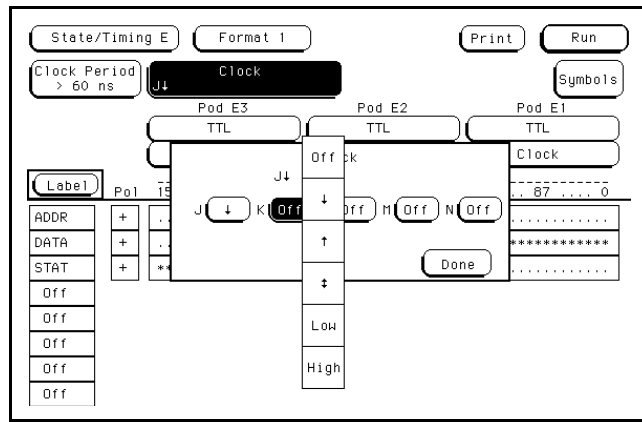 State/Timing E Format 1 Print Run
Clock Period > 60 ns Clock J↓ Symbols
Pod E3 Pod E2 Pod E1
TTL TTL TTL
Off ck Clock
J↓
Label Pol 15 .. 87 .... 0
J ↓ K Off ↓ Off M Off N Off
ADDR + .. ............
DATA + .. ↑ ************
STAT + ** Done ............
Off ↕
Off Low
Off
Off High
Off